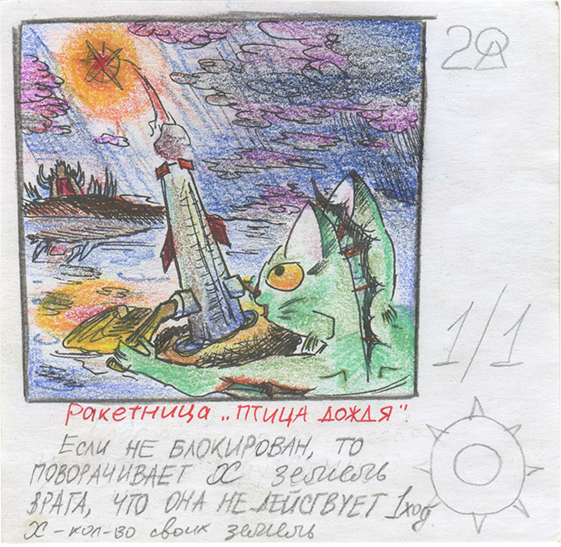 2
1/1
Ракетница „ПТИЦА ДОЖДЯ"
ЕСЛИ НЕ БЛОКИРОВАН, ТО
ПОВОРАЧИВАЕТ X ЗЕМЕЛЬ
ВРАГА, ЧТО ОНА НЕ ДЕЙСТВУЕТ 1 ход.
X - кол-во своих земель